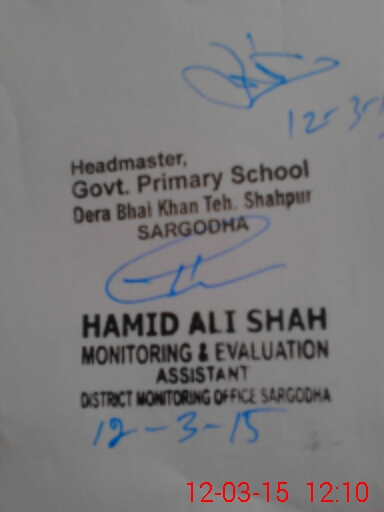 12-3-
Headmaster,
Govt. Primary School
Dera Bhai Khan Teh. Shahpur
SARGODHA
HAMID ALI SHAH
MONITORING & EVALUATION
ASSISTANT
DISTRICT MONITORING OFFICE SARGODHA
12-3-15
12-03-15 12:10